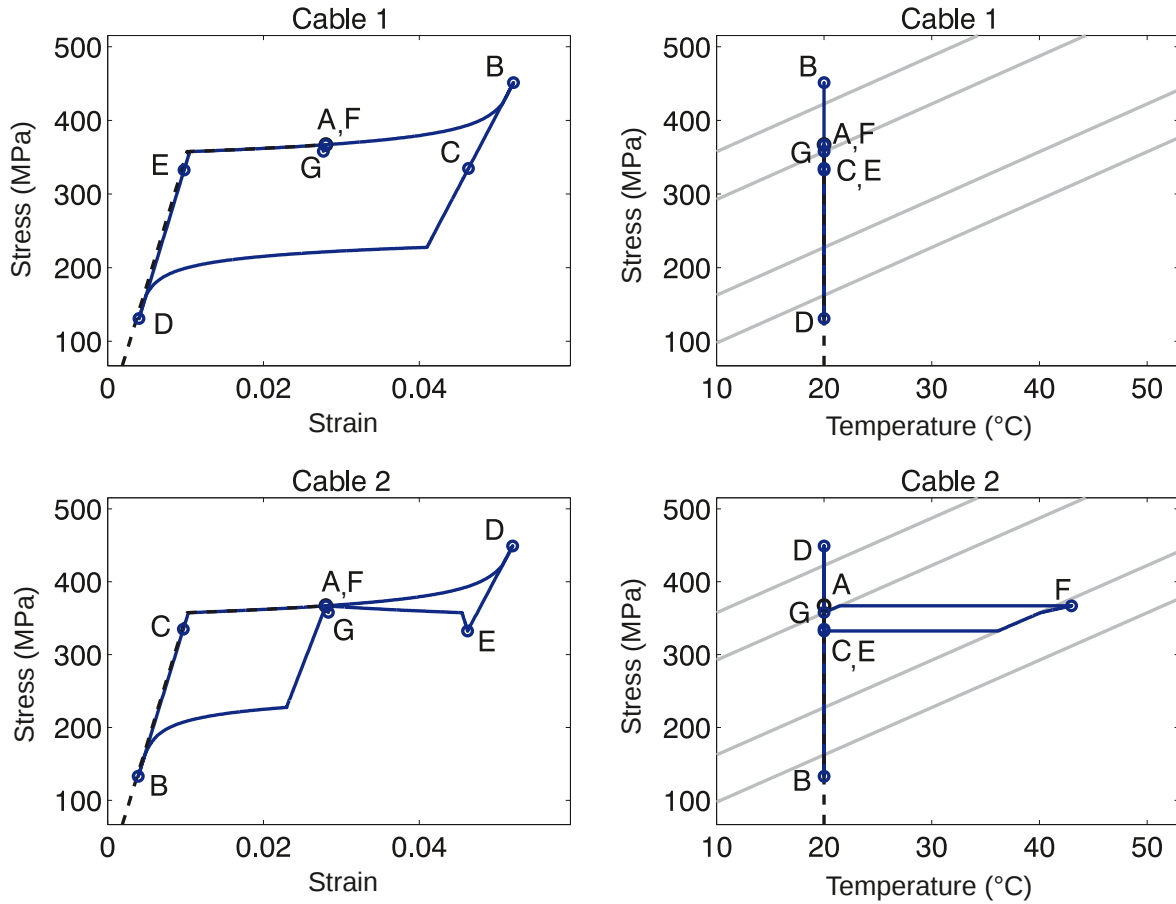 Cable 1
500
400
300
200
100
0
0.02
0.04
Stress (MPa)
Strain
B
A,F
E
G
C
D
Cable 1
500
400
300
200
100
10
20
30
40
50
Stress (MPa)
Temperature (°C)
B
A,F
G
C,E
D
Cable 2
500
400
300
200
100
0
0.02
0.04
Stress (MPa)
Strain
D
A,F
C
G
E
B
Cable 2
500
400
300
200
100
10
20
30
40
50
Stress (MPa)
Temperature (°C)
D
A
F
G
C,E
B